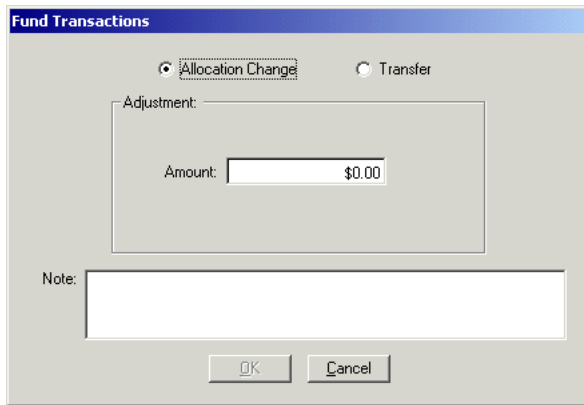 Fund Transactions
Allocation Change Transfer
Adjustment:
Amount: $0.00
Note:
OK Cancel